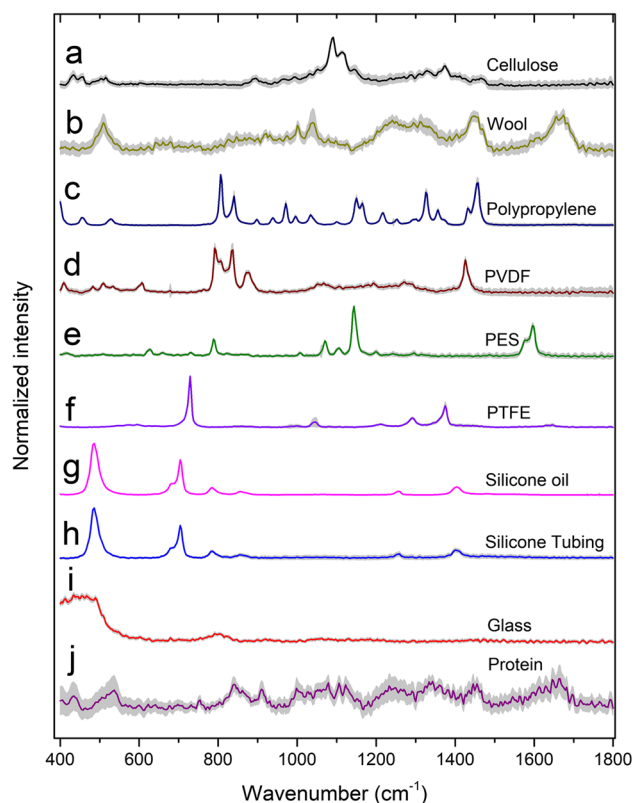 a
Cellulose
b
Wool
c
Polypropylene
d
PVDF
e
PES
f
PTFE
g
Silicone oil
h
Silicone Tubing
i
Glass
j
Protein
Normalized intensity
400 600 800 1000 1200 1400 1600 1800
Wavenumber (cm⁻¹)